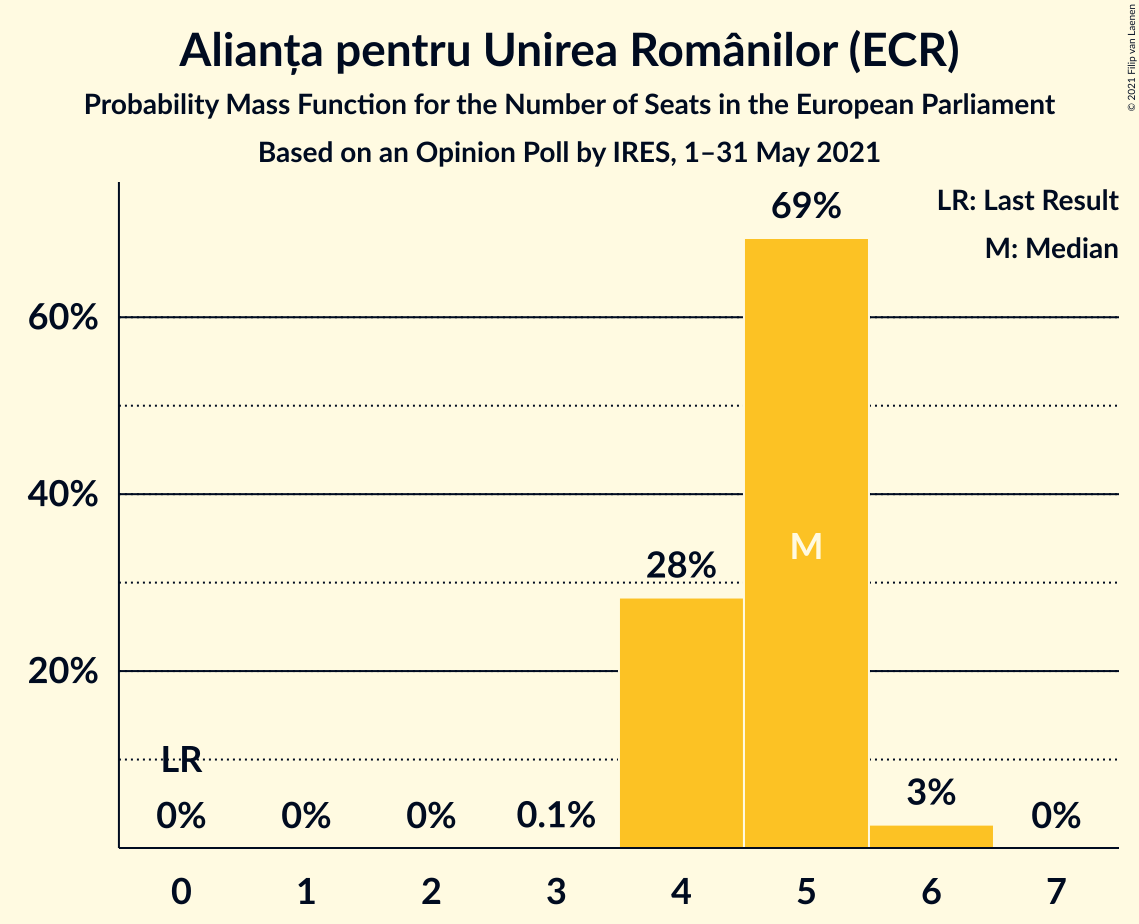 Alianța pentru Unirea Românilor (ECR)
Probability Mass Function for the Number of Seats in the European Parliament
Based on an Opinion Poll by IRES, 1–31 May 2021
© 2021 Filip van Laenen
LR: Last Result
M: Median
69%
60%
40%
M
28%
20%
LR
0%
0%
0%
0.1%
3%
0%
0
1
2
3
4
5
6
7